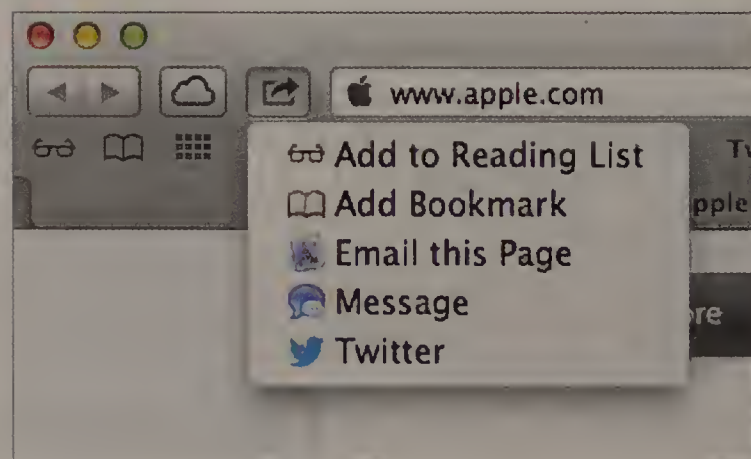 www.apple.com
Add to Reading List
Add Bookmark
Email this Page
Message
Twitter